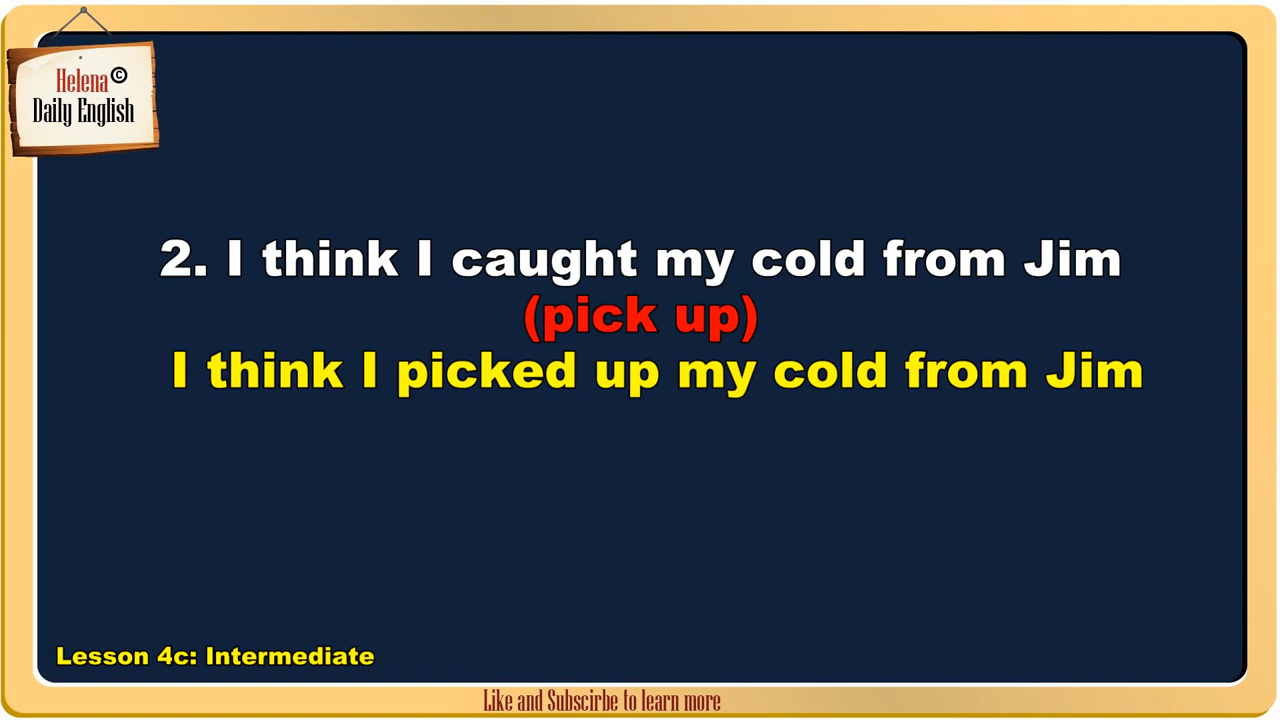 Helena©
Daily English
2. I think I caught my cold from Jim
(pick up)
I think I picked up my cold from Jim
Lesson 4c: Intermediate
Like and Subscirbe to learn more